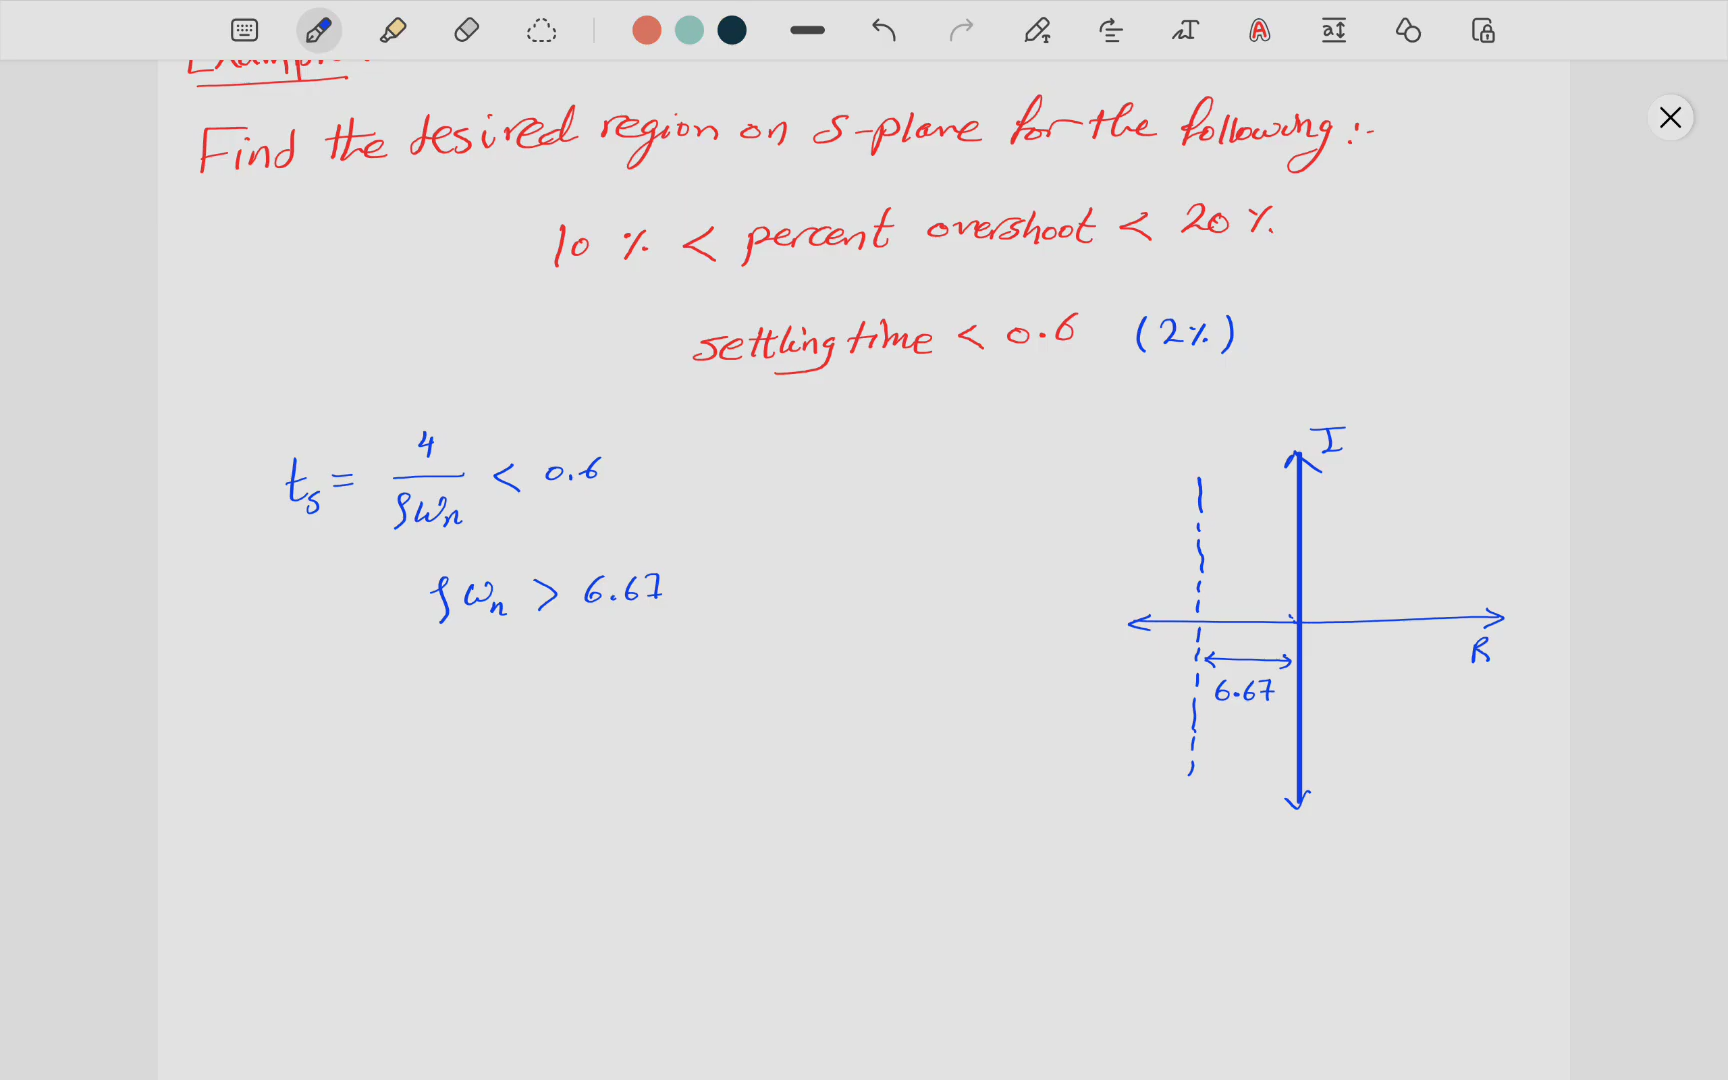 Example:
Find the desired region on S-plane for the following :-
10 % < percent overshoot < 20 %
settling time < 0.6 (2%)
t_s = 4/(ζω_n) < 0.6
ζω_n > 6.67
I
R
6.67